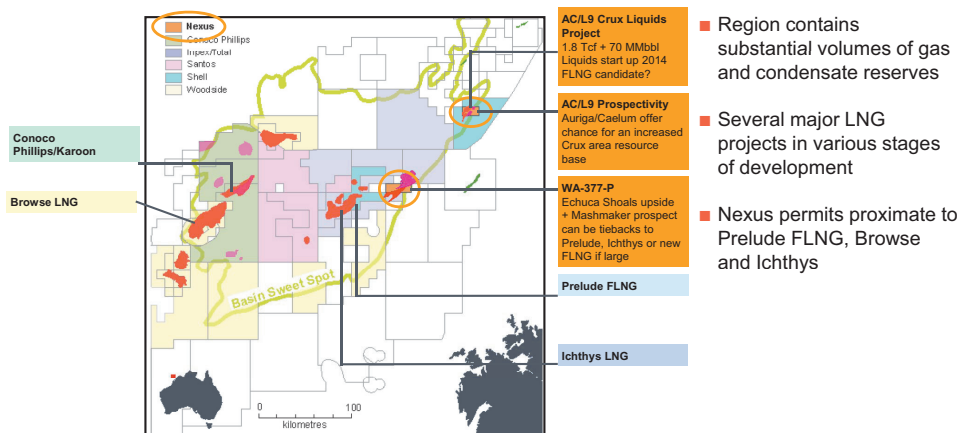 Nexus
Conoco Phillips
Inpex/Total
Santos
Shell
Woodside
Conoco
Phillips/Karoon
Browse LNG
Basin Sweet Spot
0 100
kilometres
AC/L9 Crux Liquids
Project
1.8 Tcf + 70 MMbbl
Liquids start up 2014
FLNG candidate?
AC/L9 Prospectivity
Auriga/Caelum offer
chance for an increased
Crux area resource
base
WA-377-P
Echuca Shoals upside
+ Mashmaker prospect
can be tiebacks to
Prelude, Ichthys or new
FLNG if large
Prelude FLNG
Ichthys LNG
Region contains
substantial volumes of gas
and condensate reserves
Several major LNG
projects in various stages
of development
Nexus permits proximate to
Prelude FLNG, Browse
and Ichthys